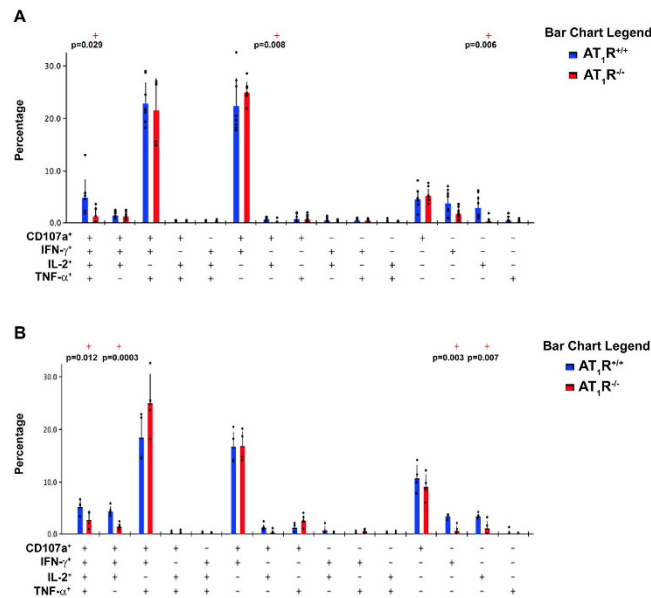 A
+ + +
p=0.029 p=0.008 p=0.006
Bar Chart Legend
AT₁R⁺/⁺
AT₁R⁻/⁻
Percentage
30.0
20.0
10.0
0.0
CD107a⁺ + + + + − + + + − − − + − − −
IFN-γ⁺ + + + − + + − − + + − − + − −
IL-2⁺ + + − + + − + − + − + − − + −
TNF-α⁺ + − + + + − − + − + + − − − +
B
+ + + +
p=0.012 p=0.0003 p=0.003 p=0.007
Bar Chart Legend
AT₁R⁺/⁺
AT₁R⁻/⁻
Percentage
30.0
20.0
10.0
0.0
CD107a⁺ + + + + − + + + − − − + − − −
IFN-γ⁺ + + + − + + − − + + − − + − −
IL-2⁺ + + − + + − + − + − + − − + −
TNF-α⁺ + − + + + − − + − + + − − − +